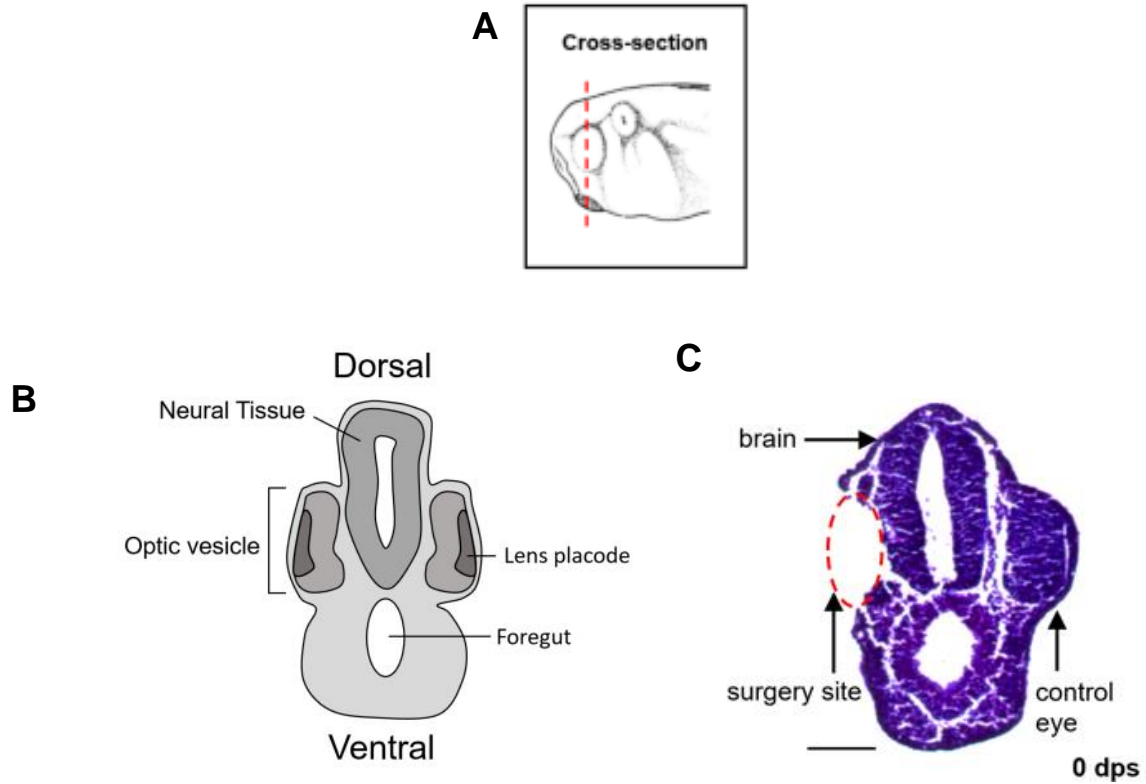 A
Cross-section
B
Dorsal
Neural Tissue
Optic vesicle
Lens placode
Foregut
Ventral
C
brain
surgery site
control
eye
0 dps